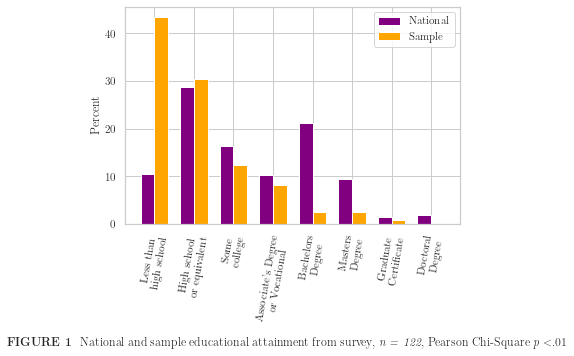 National
Sample
Percent
40
30
20
10
0
Less than
high school
High school
or equivalent
Some
college
Associate's Degree
or Vocational
Bachelors
Degree
Masters
Degree
Graduate
Certificate
Doctoral
Degree
FIGURE 1 National and sample educational attainment from survey, n = 122, Pearson Chi-Square p <.01